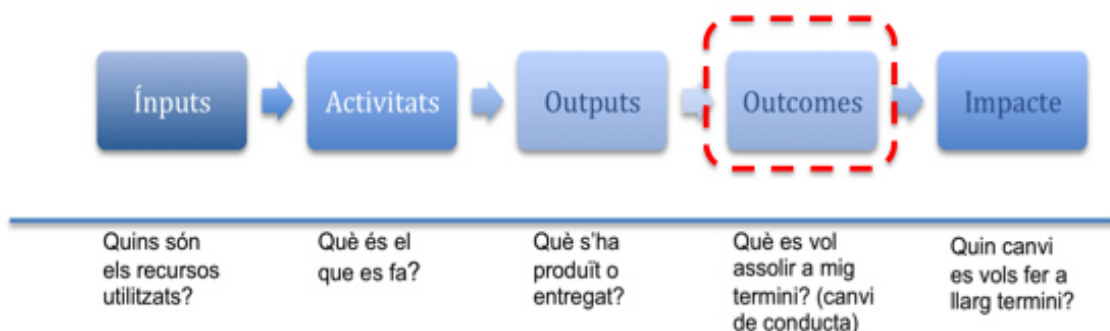 Ínputs
Activitats
Outputs
Outcomes
Impacte
Quins són
els recursos
utilitzats?
Què és el
que es fa?
Què s'ha
produït o
entregat?
Què es vol
assolir a mig
termini? (canvi
de conducta)
Quin canvi
es vols fer a
llarg termini?